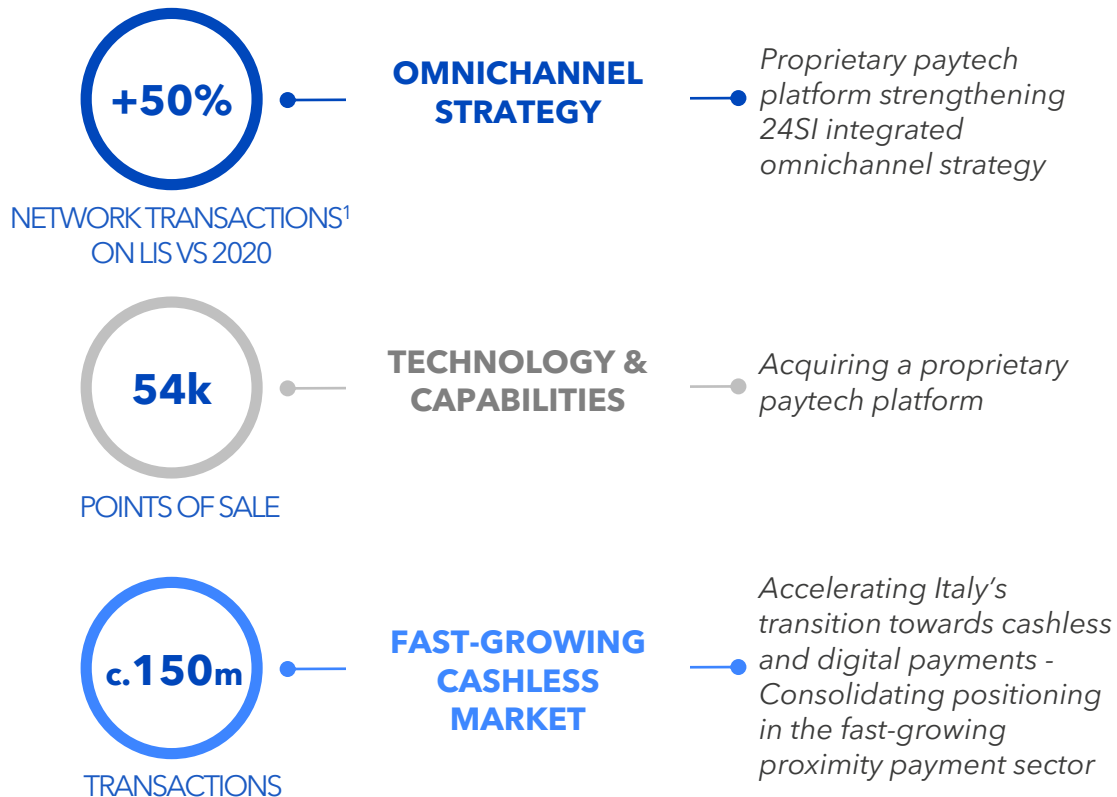 +50%
NETWORK TRANSACTIONS¹
ON LIS VS 2020
OMNICHANNEL
STRATEGY
Proprietary paytech
platform strengthening
24SI integrated
omnichannel strategy
54k
POINTS OF SALE
TECHNOLOGY &
CAPABILITIES
Acquiring a proprietary
paytech platform
c.150m
TRANSACTIONS
FAST-GROWING
CASHLESS
MARKET
Accelerating Italy’s
transition towards cashless
and digital payments -
Consolidating positioning
in the fast-growing
proximity payment sector